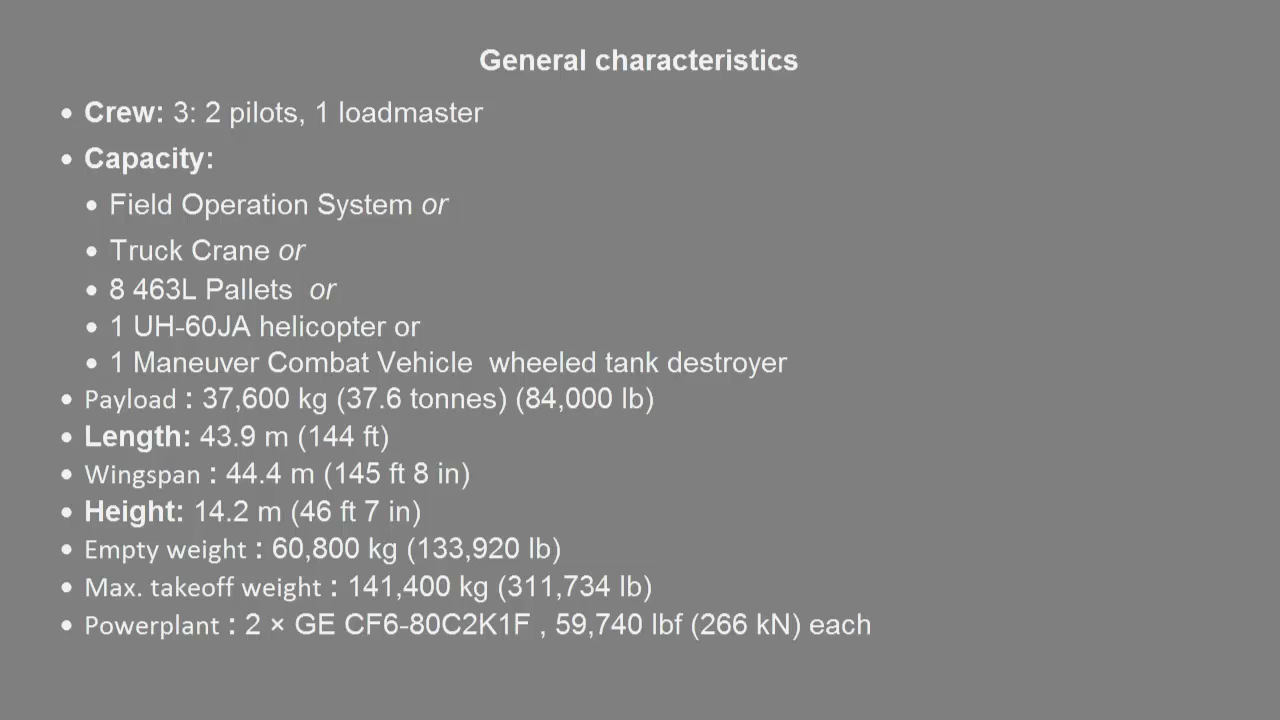 General characteristics
• Crew: 3: 2 pilots, 1 loadmaster
• Capacity:
• Field Operation System or
• Truck Crane or
• 8 463L Pallets  or
• 1 UH-60JA helicopter or
• 1 Maneuver Combat Vehicle  wheeled tank destroyer
• Payload : 37,600 kg (37.6 tonnes) (84,000 lb)
• Length: 43.9 m (144 ft)
• Wingspan : 44.4 m (145 ft 8 in)
• Height: 14.2 m (46 ft 7 in)
• Empty weight : 60,800 kg (133,920 lb)
• Max. takeoff weight : 141,400 kg (311,734 lb)
• Powerplant : 2 × GE CF6-80C2K1F , 59,740 lbf (266 kN) each